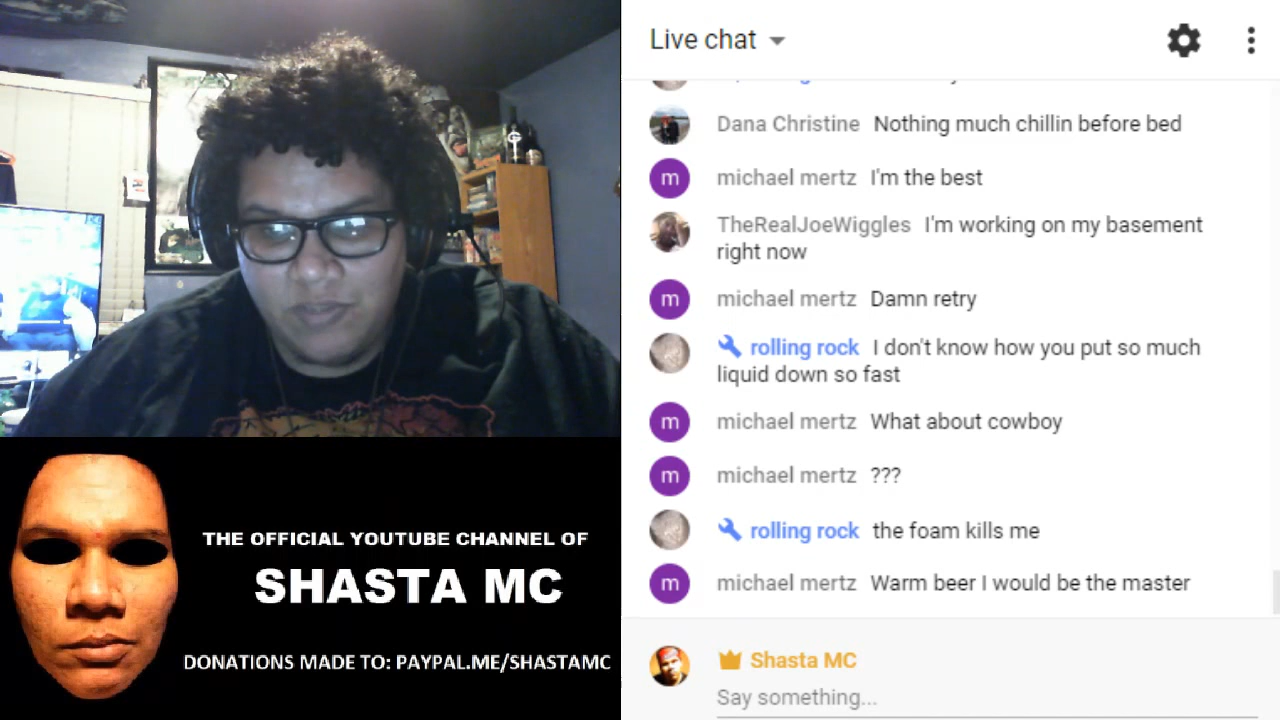 Live chat
Dana Christine Nothing much chillin before bed
m michael mertz I'm the best
TheRealJoeWiggles I'm working on my basement
right now
m michael mertz Damn retry
rolling rock I don't know how you put so much
liquid down so fast
m michael mertz What about cowboy
m michael mertz ???
rolling rock the foam kills me
m michael mertz Warm beer I would be the master
Shasta MC
Say something...
THE OFFICIAL YOUTUBE CHANNEL OF
SHASTA MC
DONATIONS MADE TO: PAYPAL.ME/SHASTAMC